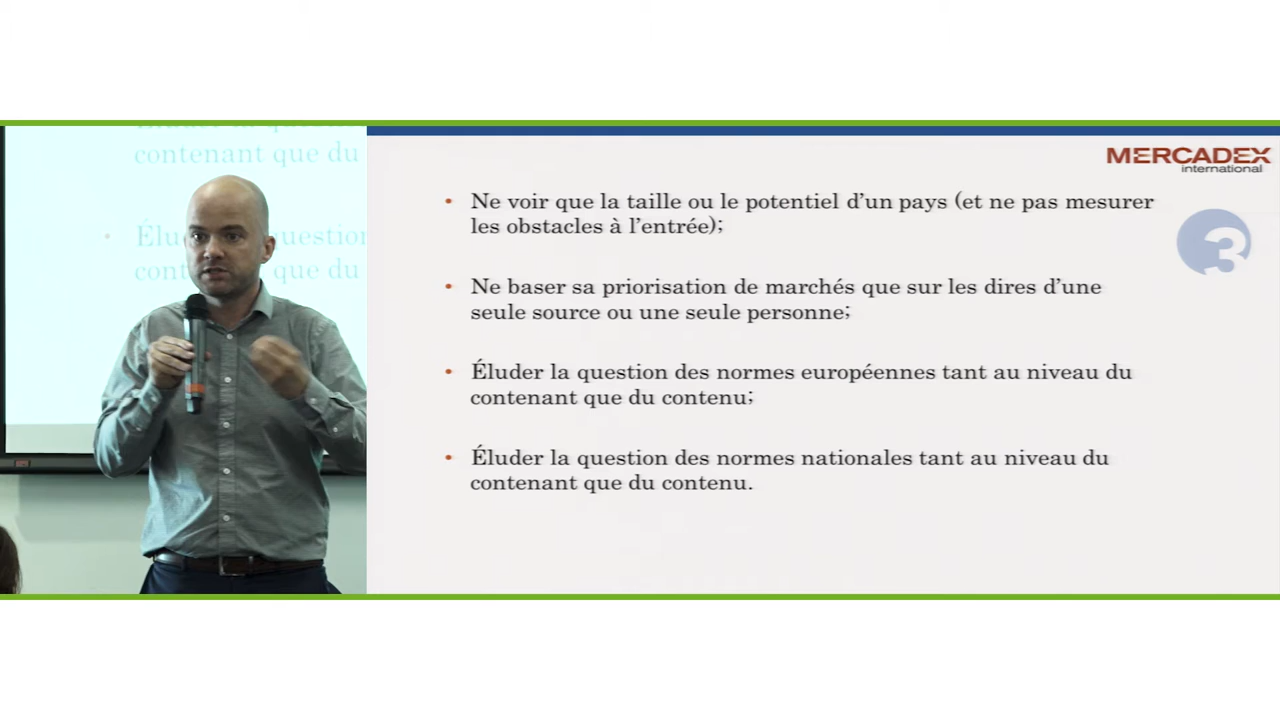 contenant que du
Élu
question
cont
que du
MERCADEX
international
3
• Ne voir que la taille ou le potentiel d’un pays (et ne pas mesurer
les obstacles à l’entrée);
• Ne baser sa priorisation de marchés que sur les dires d’une
seule source ou une seule personne;
• Éluder la question des normes européennes tant au niveau du
contenant que du contenu;
• Éluder la question des normes nationales tant au niveau du
contenant que du contenu.